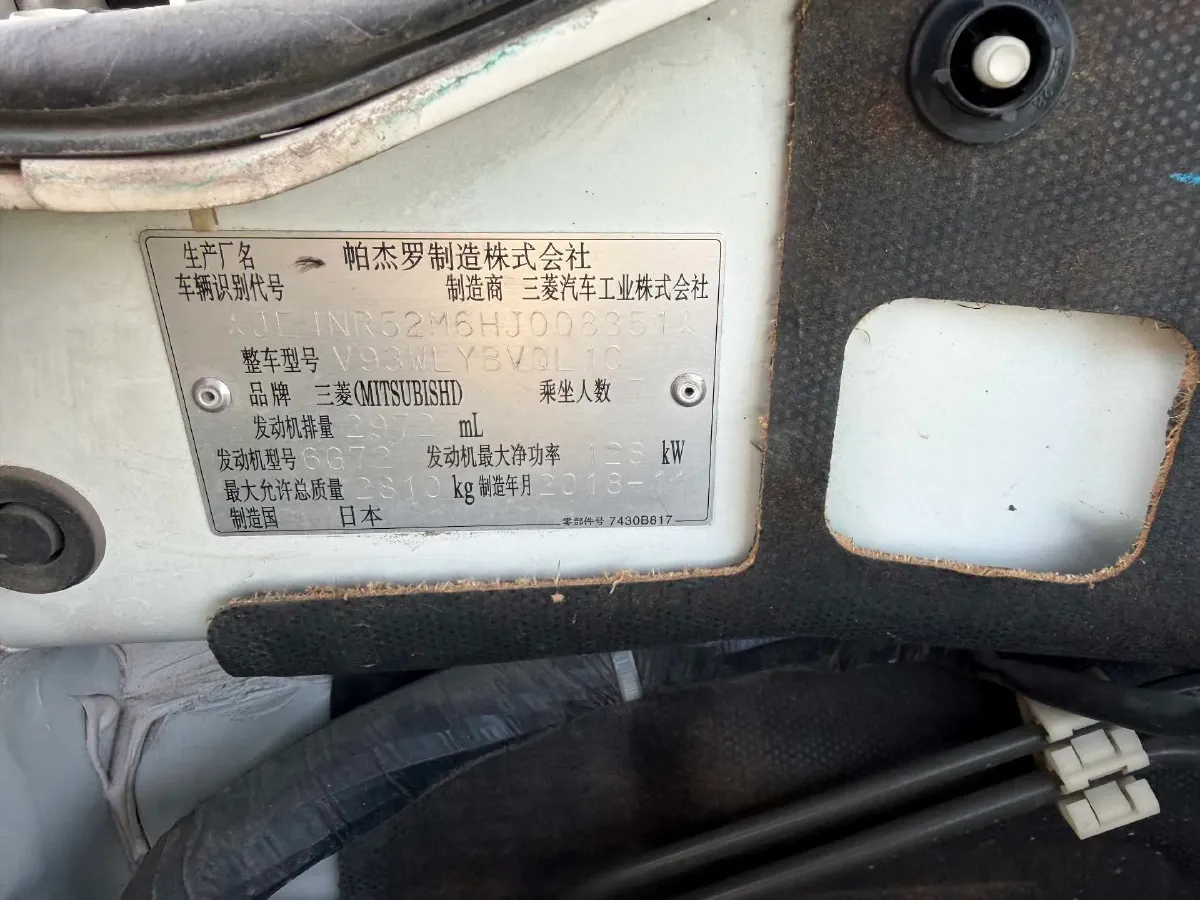 生产厂名 帕杰罗制造株式会社
车辆识别代号 制造商 三菱汽车工业株式会社
*JE4NR52M6HJ008351*
整车型号 V93WLYBVQL1C
品牌 三菱(MITSUBISHI) 乘坐人数 7
发动机排量 2972 mL
发动机型号 6G72 发动机最大净功率 128 kW
最大允许总质量 2810 kg 制造年月 2018-11
制造国 日本 零部件号 7430B817